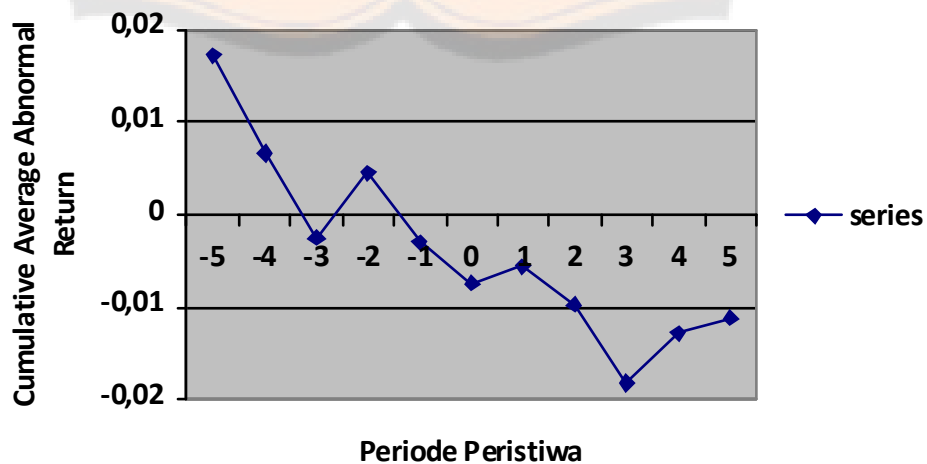 Cumulative Average Abnormal
Return
0,02
0,01
0
-0,01
-0,02
-5 -4 -3 -2 -1 0 1 2 3 4 5
series
Periode Peristiwa